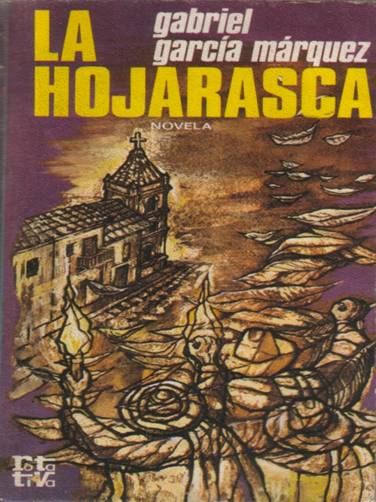 LA
HOJARASCA
gabriel
garcía márquez
NOVELA
rota
tiva